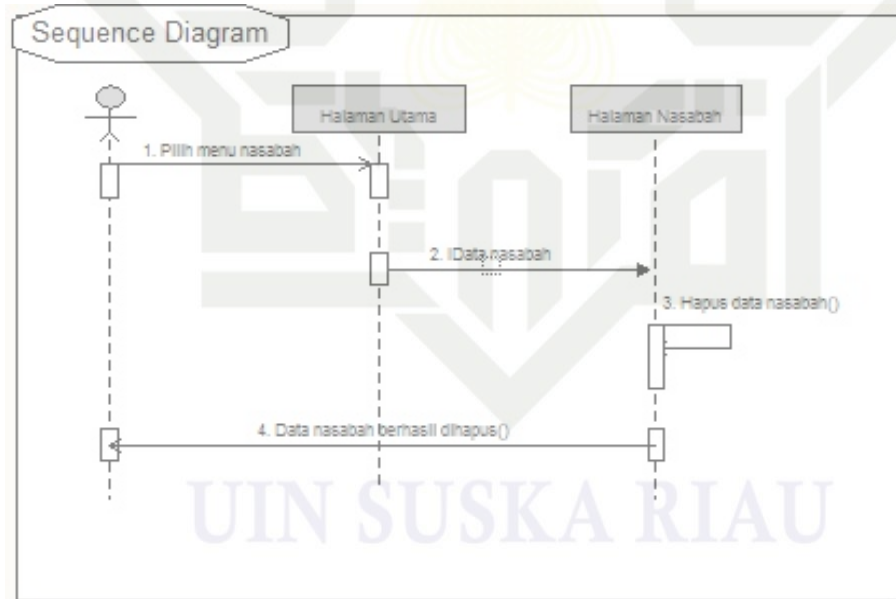 Sequence Diagram
Halaman Utama
Halaman Nasabah
1. Pilih menu nasabah
2. IData nasabah
3. Hapus data nasabah()
4. Data nasabah berhasil dihapus()
UIN SUSKA RIAU